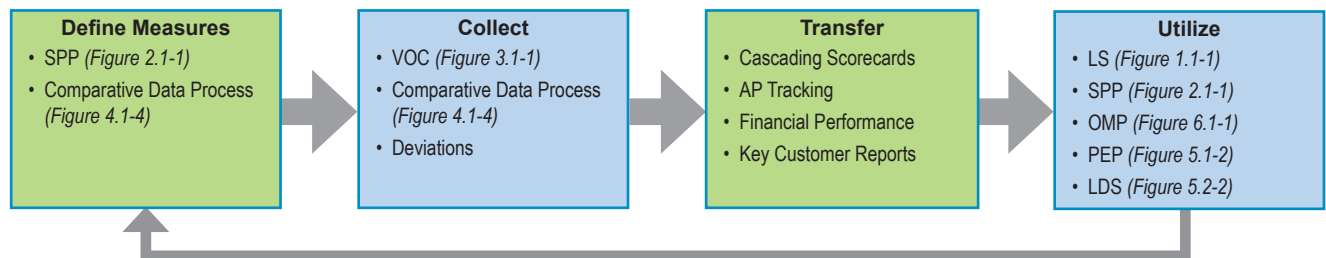 Define Measures
• SPP (Figure 2.1-1)
• Comparative Data Process
(Figure 4.1-4)
Collect
• VOC (Figure 3.1-1)
• Comparative Data Process
(Figure 4.1-4)
• Deviations
Transfer
• Cascading Scorecards
• AP Tracking
• Financial Performance
• Key Customer Reports
Utilize
• LS (Figure 1.1-1)
• SPP (Figure 2.1-1)
• OMP (Figure 6.1-1)
• PEP (Figure 5.1-2)
• LDS (Figure 5.2-2)